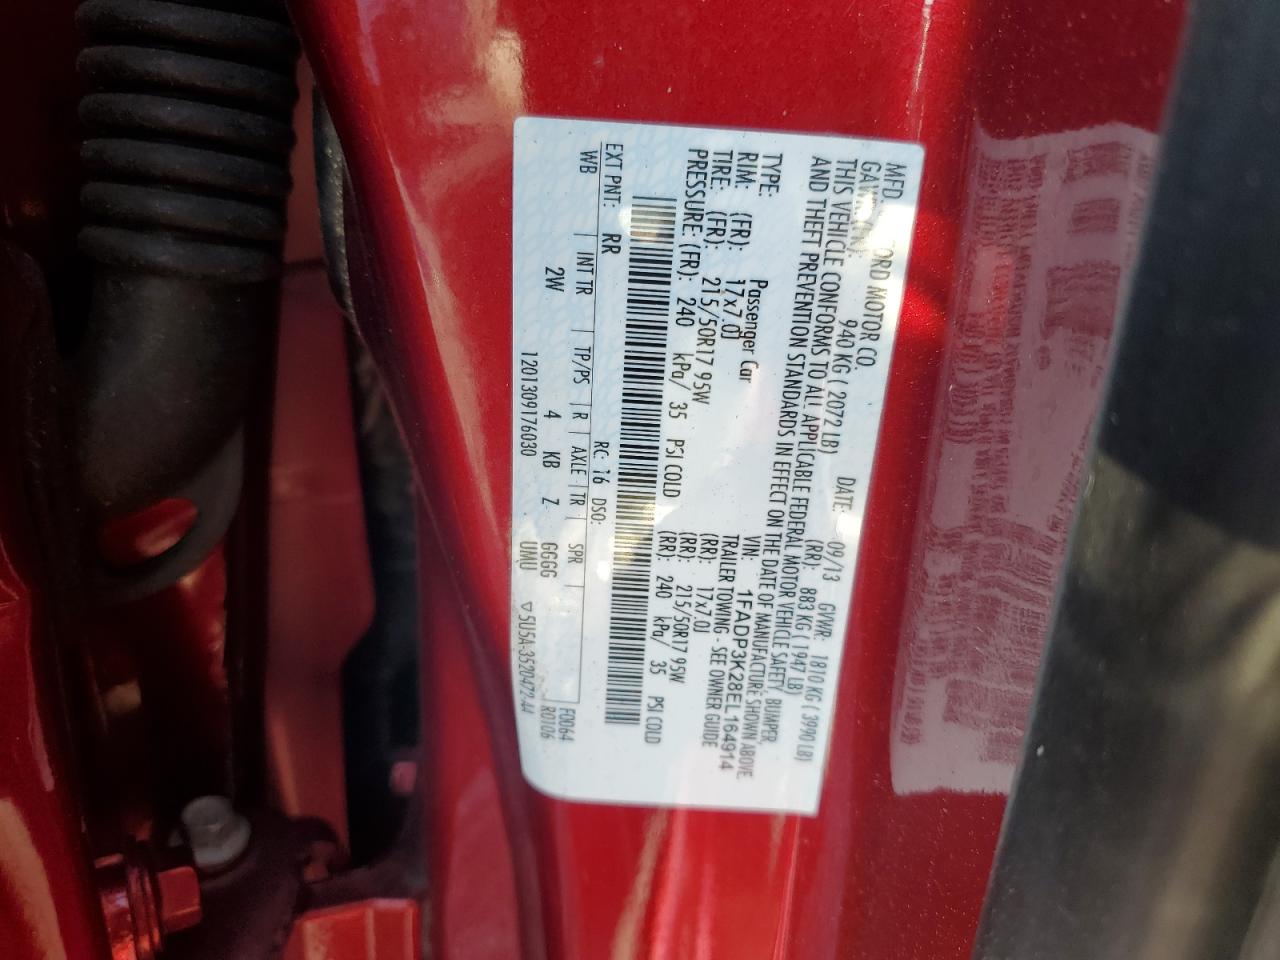 MFD. FORD MOTOR CO. DATE: 09/13 GVWR: 1810 KG ( 3990 LB)
940 KG ( 2072 LB) (RR): 883 KG ( 1947 LB)
THIS VEHICLE CONFORMS TO ALL APPLICABLE FEDERAL MOTOR VEHICLE SAFETY, BUMPER,
AND THEFT PREVENTION STANDARDS IN EFFECT ON THE DATE OF MANUFACTURE SHOWN ABOVE.
VIN: 1FADP3K28EL164914
TYPE: Passenger Car TRAILER TOWING - SEE OWNER GUIDE
RIM: (FR): 17x7.0J (RR): 17x7.0J
TIRE: (FR): 215/50R17 95W (RR): 215/50R17 95W
PRESSURE: (FR): 240 kPa/ 35 PSI COLD (RR): 240 kPa/ 35 PSI COLD
EXT PNT: RR RC: 16 DSO: F0064
WB | INT TR | TP/PS | R | AXLE | TR | SPR | R0106
2W 4 KB Z GGGG
1201309176030 UMU ▽5U5A-3520472-AA